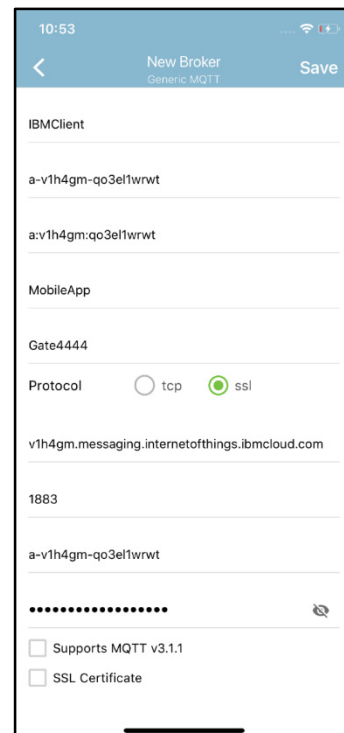 10:53
New Broker
Save
Generic MQTT
IBMClient
a-v1h4gm-qo3el1wrwt
a:v1h4gm:qo3el1wrwt
MobileApp
Gate4444
Protocol tcp ssl
v1h4gm.messaging.internetofthings.ibmcloud.com
1883
a-v1h4gm-qo3el1wrwt
••••••••••••••••••
Supports MQTT v3.1.1
SSL Certificate